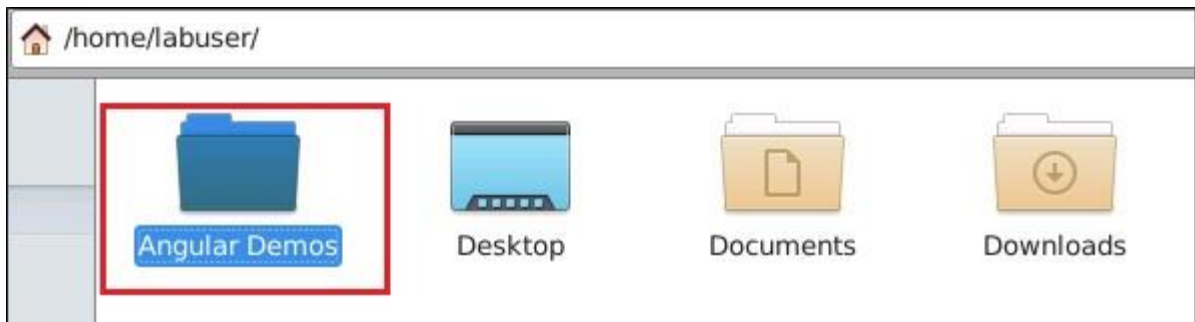 /home/labuser/
Angular Demos
Desktop
Documents
Downloads